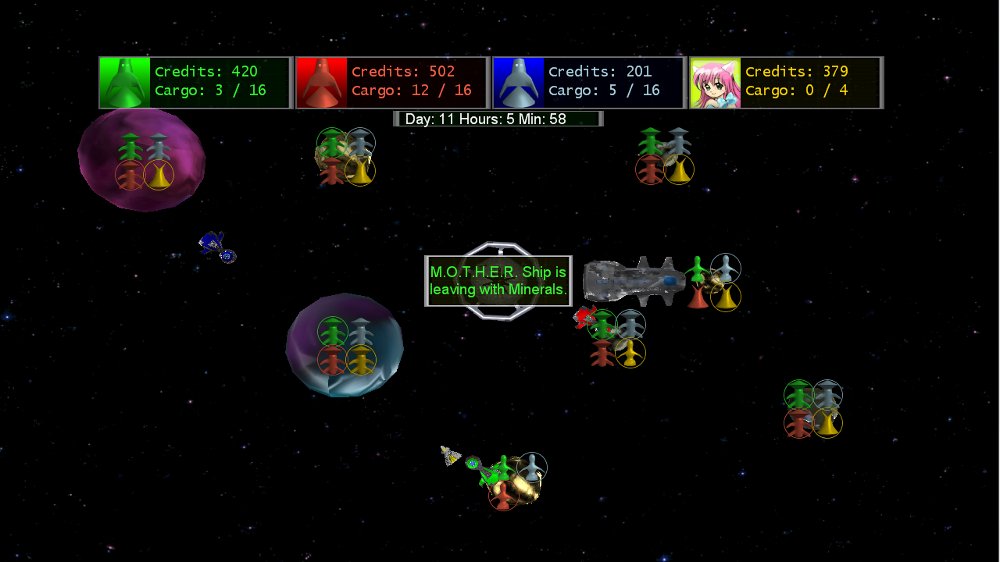 Credits: 420
Cargo: 3 / 16
Credits: 502
Cargo: 12 / 16
Credits: 201
Cargo: 5 / 16
Credits: 379
Cargo: 0 / 4
Day: 11 Hours: 5 Min: 58
M.O.T.H.E.R. Ship is
leaving with Minerals.